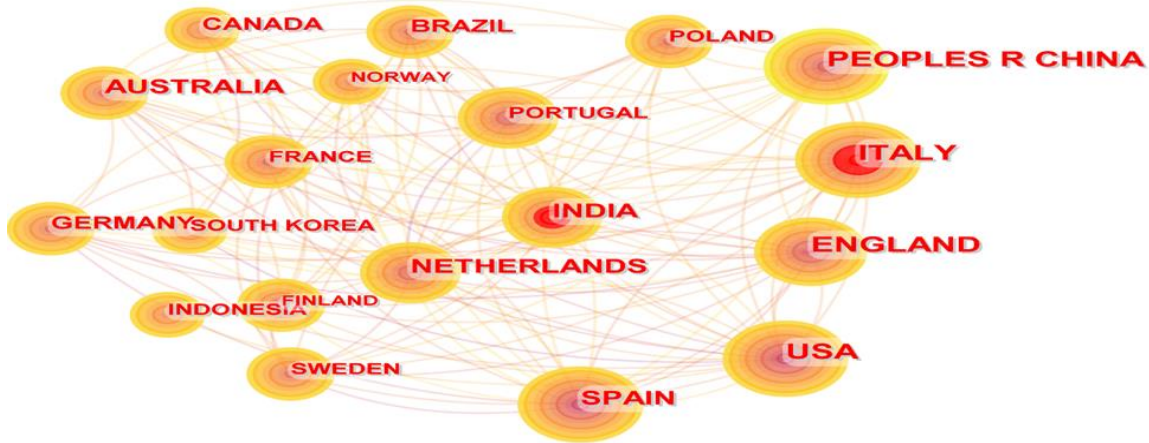 CANADA
BRAZIL
POLAND
PEOPLES R CHINA
NORWAY
AUSTRALIA
PORTUGAL
FRANCE
ITALY
INDIA
GERMANY
SOUTH KOREA
ENGLAND
NETHERLANDS
FINLAND
INDONESIA
USA
SWEDEN
SPAIN